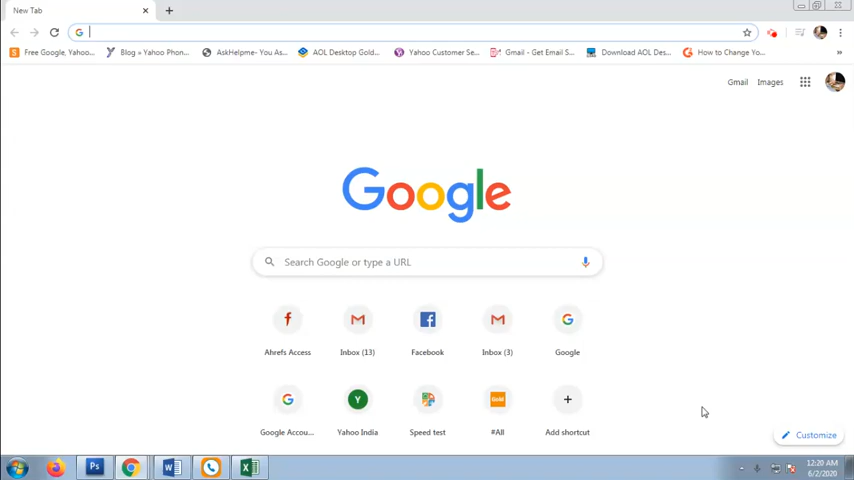 New Tab
Free Google, Yahoo...
Blog « Yahoo Phon...
AskHelpme- You As...
AOL Desktop Gold...
Yahoo Customer Se...
Gmail - Get Email S...
Download AOL Des...
How to Change Yo...
Gmail Images
Google
Search Google or type a URL
Ahrefs Access
Inbox (13)
Facebook
Inbox (3)
Google
Google Accou...
Yahoo India
Speed test
#All
Add shortcut
Customize
12:20 AM
6/2/2020